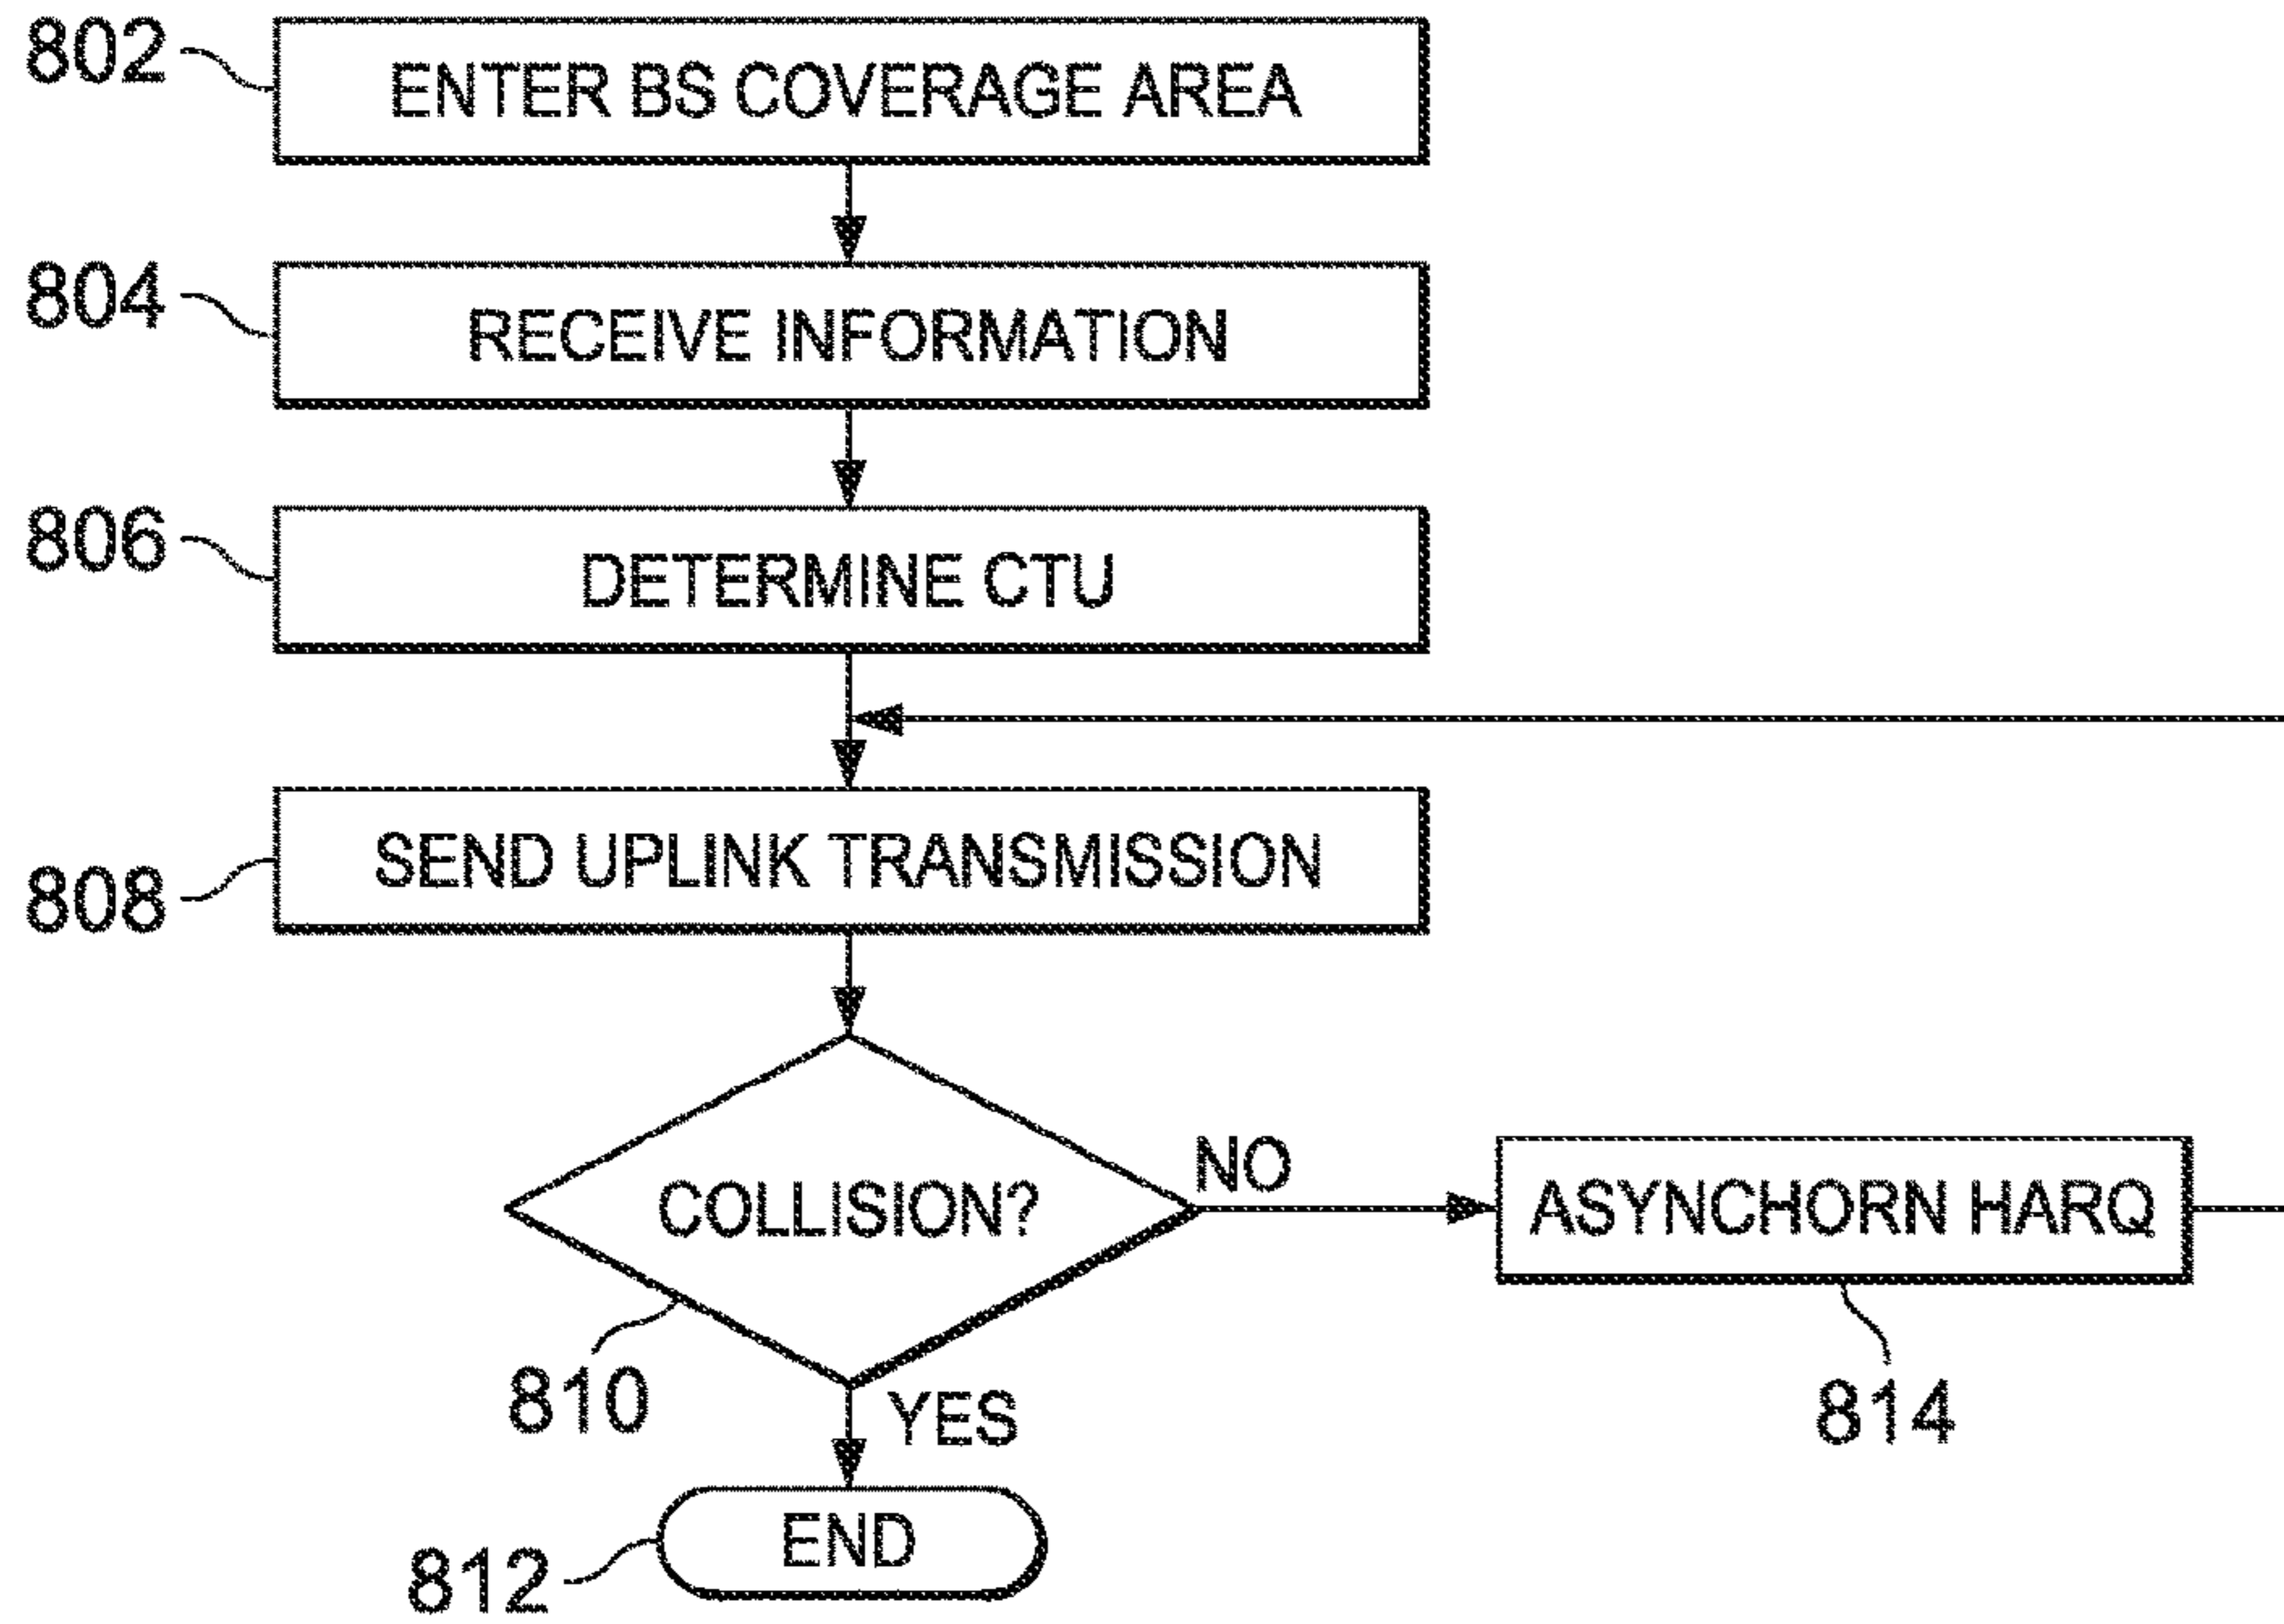 802
ENTER BS COVERAGE AREA
804
RECEIVE INFORMATION
806
DETERMINE CTU
808
SEND UPLINK TRANSMISSION
COLLISION?
NO
ASYNCHORN HARQ
810
YES
814
END
812